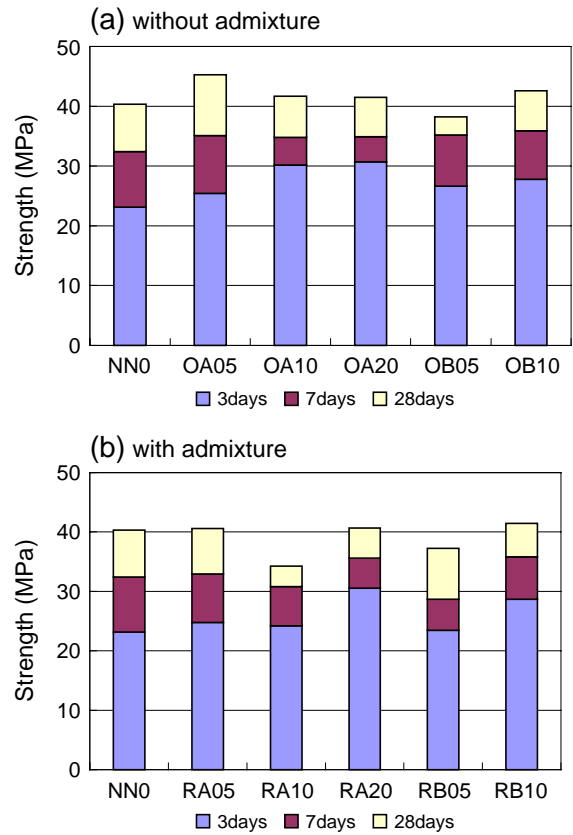 (a) without admixture
Strength (MPa)
50
40
30
20
10
0
NN0 OA05 OA10 OA20 OB05 OB10
3days 7days 28days
(b) with admixture
Strength (MPa)
50
40
30
20
10
0
NN0 RA05 RA10 RA20 RB05 RB10
3days 7days 28days